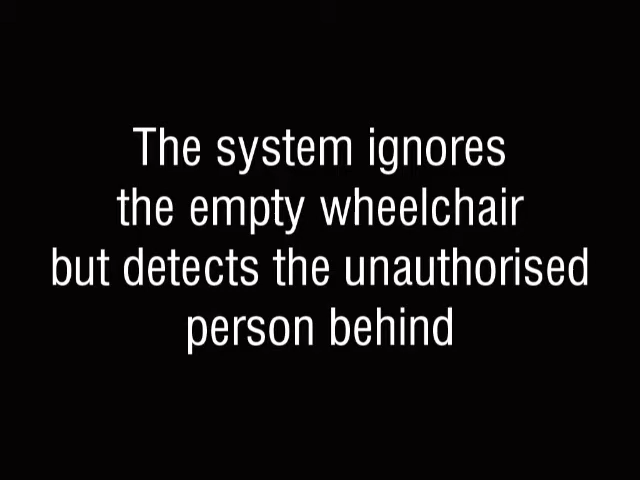 The system ignores
the empty wheelchair
but detects the unauthorised
person behind